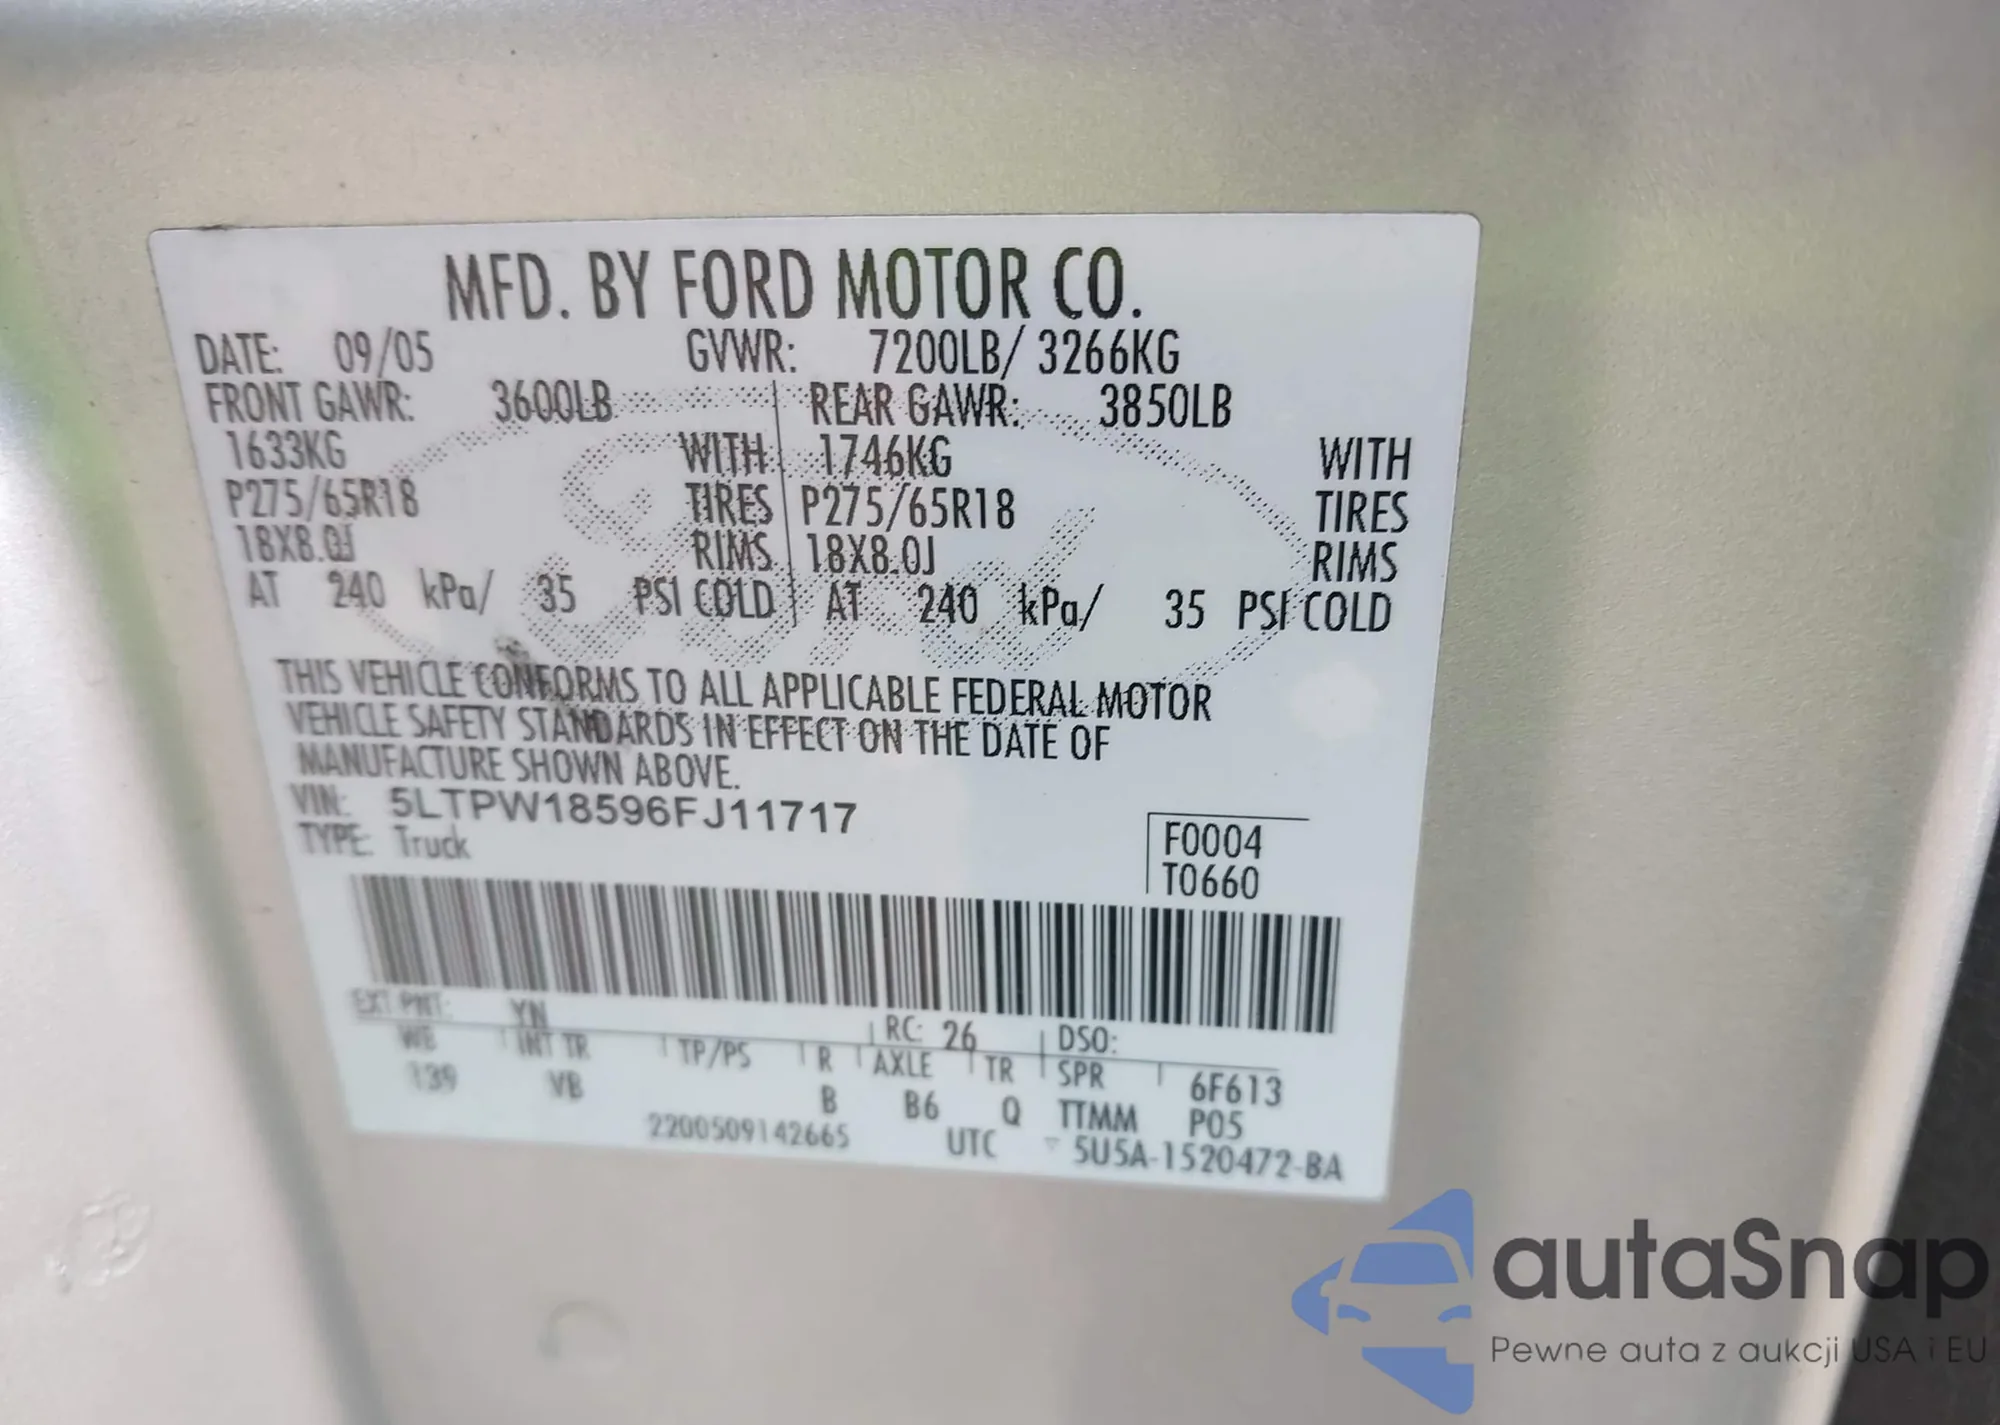 MFD. BY FORD MOTOR CO.
DATE: 09/05 GVWR: 7200LB/ 3266KG
FRONT GAWR: 3600LB REAR GAWR: 3850LB
1633KG WITH 1746KG WITH
P275/65R18 TIRES P275/65R18 TIRES
18X8.0J RIMS 18X8.0J RIMS
AT 240 kPa/ 35 PSI COLD AT 240 kPa/ 35 PSI COLD
THIS VEHICLE CONFORMS TO ALL APPLICABLE FEDERAL MOTOR
VEHICLE SAFETY STANDARDS IN EFFECT ON THE DATE OF
MANUFACTURE SHOWN ABOVE.
VIN: 5LTPW18596FJ11717
TYPE: Truck
F0004
T0660
EXT PNT: YN RC: 26 DSO:
WB INT TR TP/PS R AXLE TR SPR 6F613
139 VB B B6 Q TTMM P05
2200509142665 UTC ▽ 5U5A-1520472-BA
Ford
autaSnap
Pewne auta z aukcji USA i EU